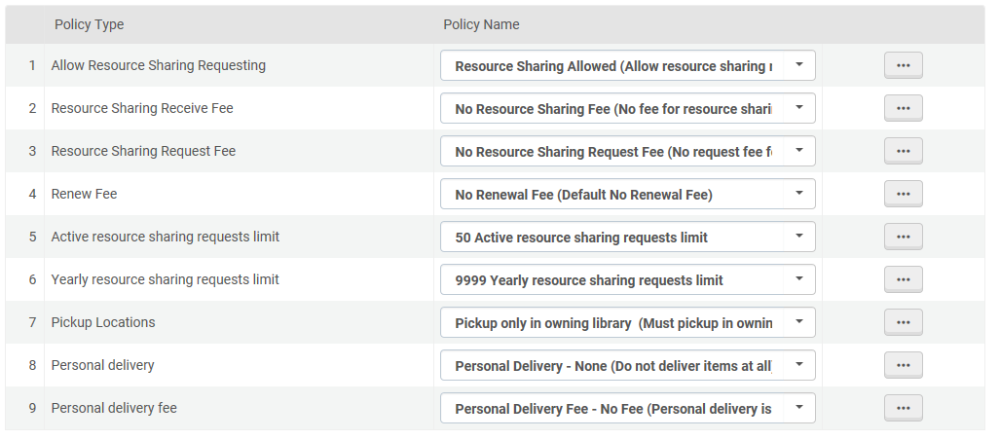 Policy Type Policy Name
1 Allow Resource Sharing Requesting Resource Sharing Allowed (Allow resource sharing
2 Resource Sharing Receive Fee No Resource Sharing Fee (No fee for resource shari
3 Resource Sharing Request Fee No Resource Sharing Request Fee (No request fee f
4 Renew Fee No Renewal Fee (Default No Renewal Fee)
5 Active resource sharing requests limit 50 Active resource sharing requests limit
6 Yearly resource sharing requests limit 9999 Yearly resource sharing requests limit
7 Pickup Locations Pickup only in owning library (Must pickup in ownin
8 Personal delivery Personal Delivery - None (Do not deliver items at all
9 Personal delivery fee Personal Delivery Fee - No Fee (Personal delivery is